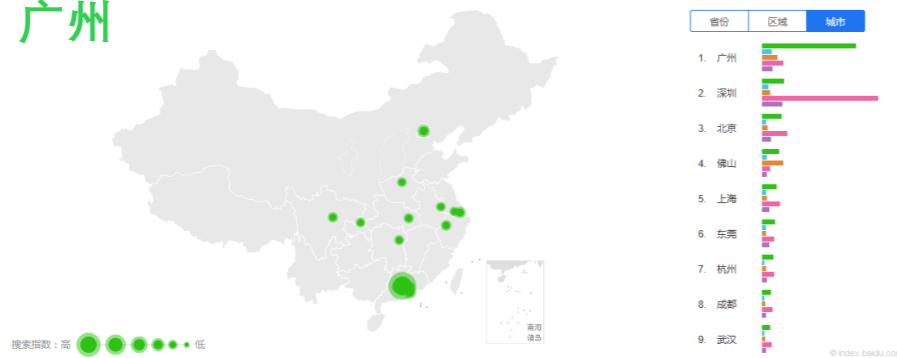 广州
省份 区域 城市
1. 广州
2. 深圳
3. 北京
4. 佛山
5. 上海
6. 东莞
7. 杭州
8. 成都
9. 武汉
南海
诸岛
搜索指数：高 低
© index.baidu.com